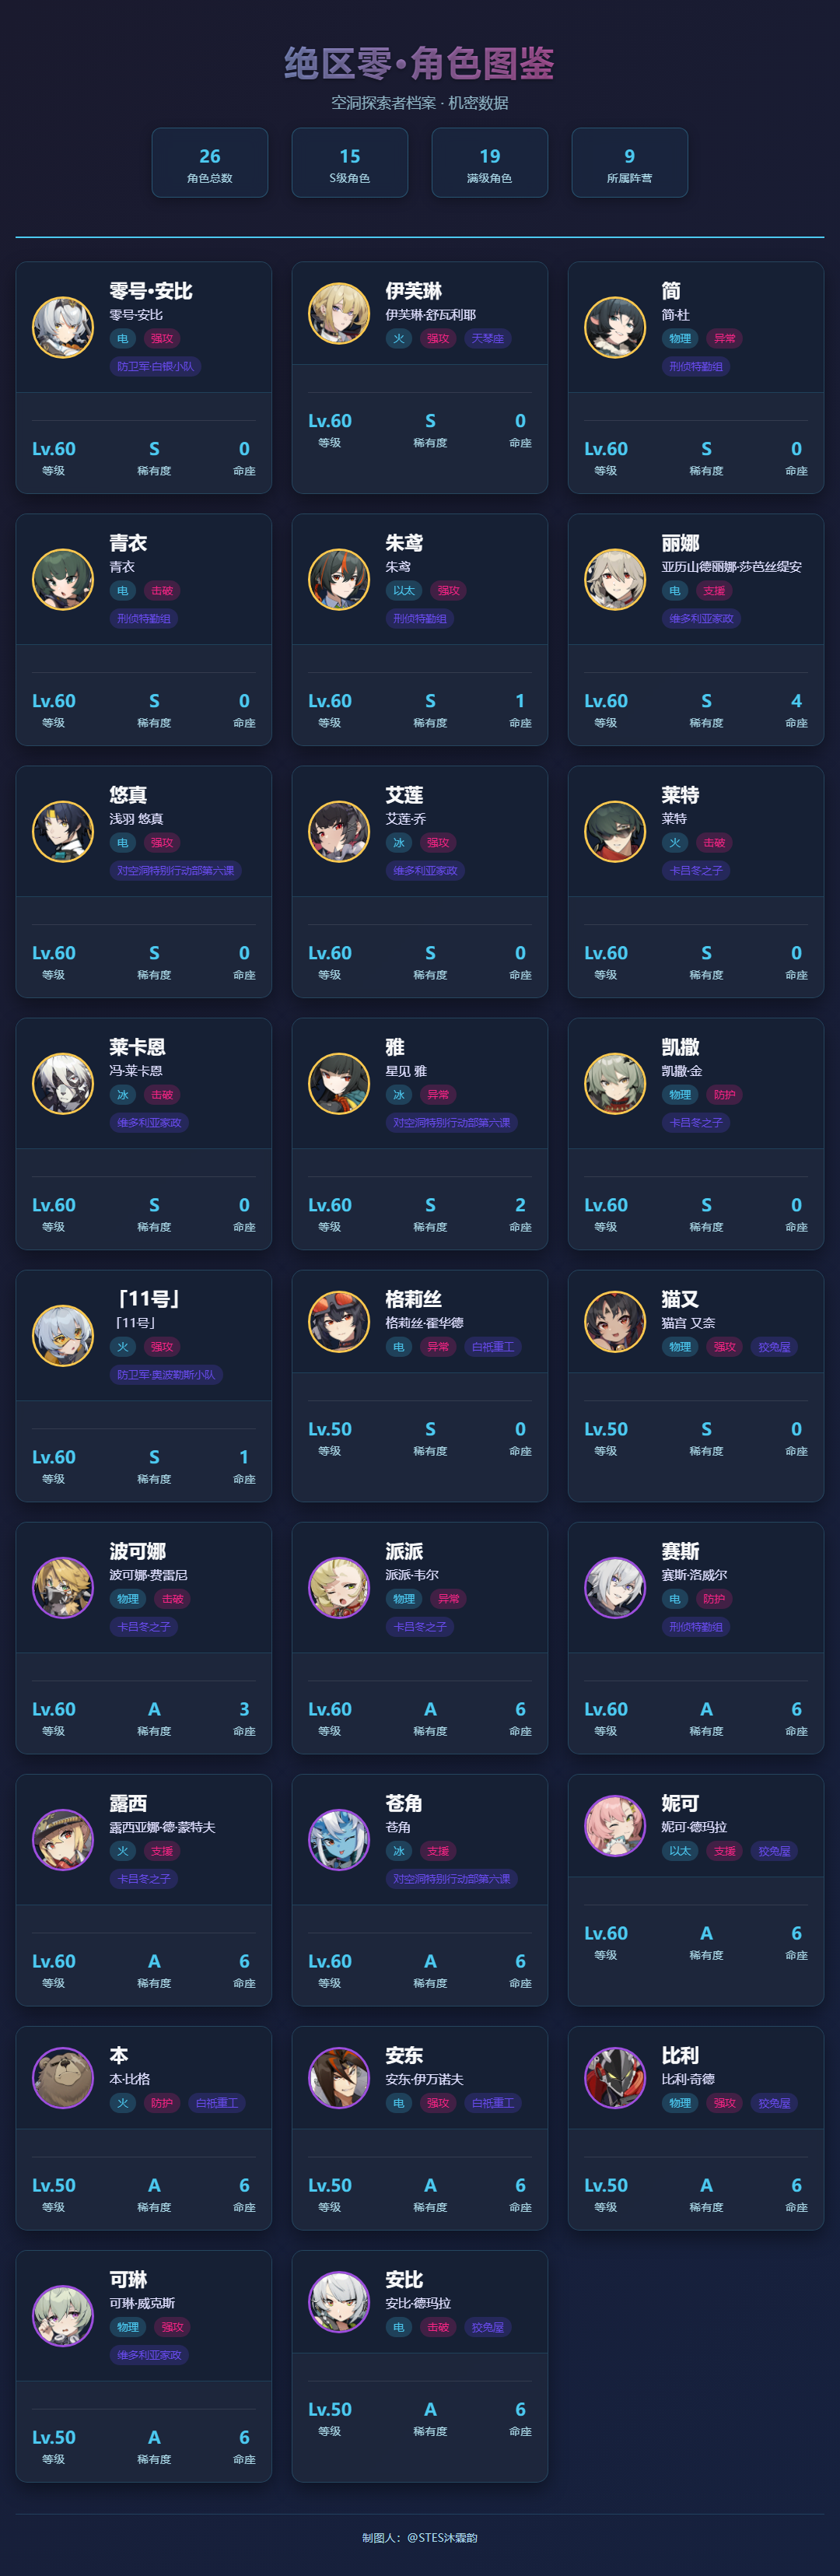 绝区零·角色图鉴
空洞探索者档案 · 机密数据
26 15 19 9
角色总数 S级角色 满级角色 所属阵营
零号·安比
零号·安比
电 强攻
防卫军·白银小队
Lv.60 S 0
等级 稀有度 命座
伊芙琳
伊芙琳·舒瓦利耶
火 强攻 天琴座
Lv.60 S 0
等级 稀有度 命座
简
简·杜
物理 异常
刑侦特勤组
Lv.60 S 0
等级 稀有度 命座
青衣
青衣
电 击破
刑侦特勤组
Lv.60 S 0
等级 稀有度 命座
朱鸢
朱鸢
以太 强攻
刑侦特勤组
Lv.60 S 1
等级 稀有度 命座
丽娜
亚历山德丽娜·莎芭丝缇安
电 支援
维多利亚家政
Lv.60 S 4
等级 稀有度 命座
悠真
浅羽 悠真
电 强攻
对空洞特别行动部第六课
Lv.60 S 0
等级 稀有度 命座
艾莲
艾莲·乔
冰 强攻
维多利亚家政
Lv.60 S 0
等级 稀有度 命座
莱特
莱特
火 击破
卡吕冬之子
Lv.60 S 0
等级 稀有度 命座
莱卡恩
冯·莱卡恩
冰 击破
维多利亚家政
Lv.60 S 0
等级 稀有度 命座
雅
星见 雅
冰 异常
对空洞特别行动部第六课
Lv.60 S 2
等级 稀有度 命座
凯撒
凯撒·金
物理 防护
卡吕冬之子
Lv.60 S 0
等级 稀有度 命座
「11号」
「11号」
火 强攻
防卫军·奥波勒斯小队
Lv.60 S 1
等级 稀有度 命座
格莉丝
格莉丝·霍华德
电 异常 白祇重工
Lv.50 S 0
等级 稀有度 命座
猫又
猫宫 又奈
物理 强攻 狡兔屋
Lv.50 S 0
等级 稀有度 命座
波可娜
波可娜·费雷尼
物理 击破
卡吕冬之子
Lv.60 A 3
等级 稀有度 命座
派派
派派·韦尔
物理 异常
卡吕冬之子
Lv.60 A 6
等级 稀有度 命座
赛斯
赛斯·洛威尔
电 防护
刑侦特勤组
Lv.60 A 6
等级 稀有度 命座
露西
露西亚娜·德·蒙特夫
火 支援
卡吕冬之子
Lv.60 A 6
等级 稀有度 命座
苍角
苍角
冰 支援
对空洞特别行动部第六课
Lv.60 A 6
等级 稀有度 命座
妮可
妮可·德玛拉
以太 支援 狡兔屋
Lv.60 A 6
等级 稀有度 命座
本
本·比格
火 防护 白祇重工
Lv.50 A 6
等级 稀有度 命座
安东
安东·伊万诺夫
电 强攻 白祇重工
Lv.50 A 6
等级 稀有度 命座
比利
比利·奇德
物理 强攻 狡兔屋
Lv.50 A 6
等级 稀有度 命座
可琳
可琳·威克斯
物理 强攻
维多利亚家政
Lv.50 A 6
等级 稀有度 命座
安比
安比·德玛拉
电 击破 狡兔屋
Lv.50 A 6
等级 稀有度 命座
制图人：@STES沐霖韵